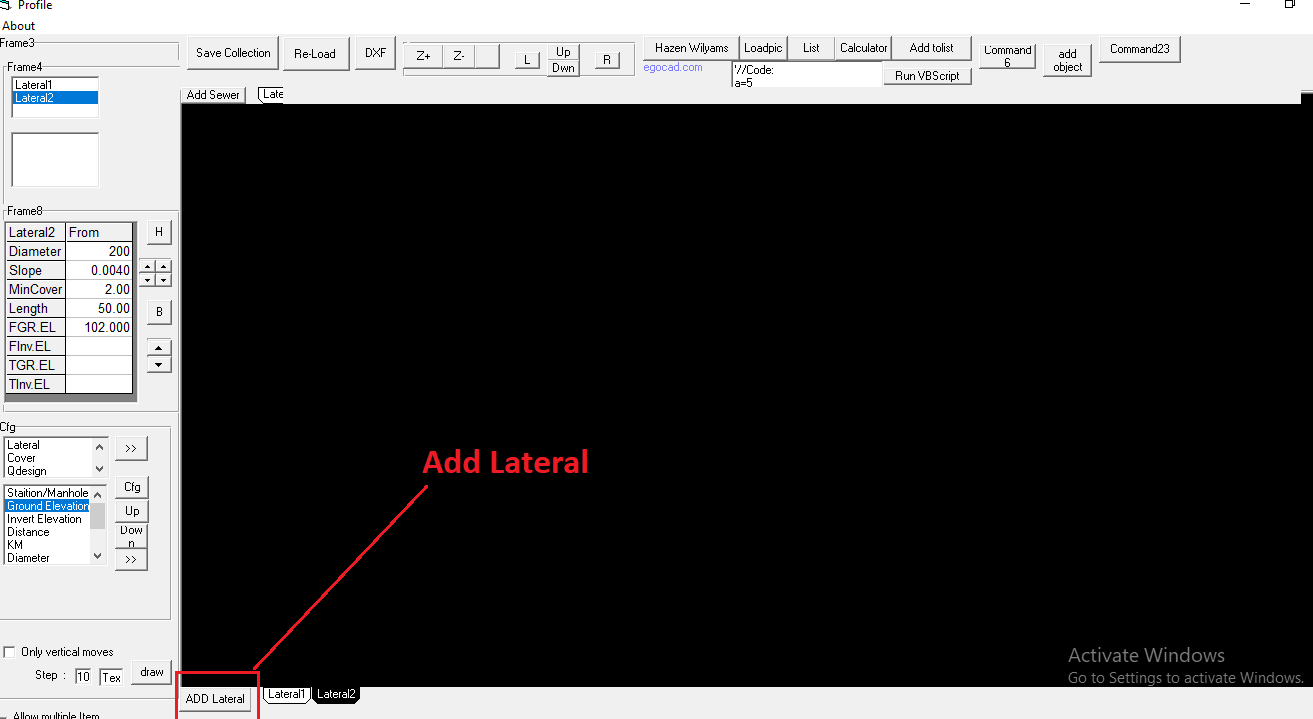 Profile
About
Frame3
Frame4
Lateral1
Lateral2
Save Collection
Re-Load
DXF
Z+
Z-
L
Up
Dwn
R
Hazen Wilyams
Loadpic
List
Calculator
Add tolist
Command
6
add
object
Command23
egocad.com
'//Code:
a=5
Run VBScript
Add Sewer
Late
Frame8
Lateral2 From
Diameter 200
Slope 0.0040
MinCover 2.00
Length 50.00
FGR.EL 102.000
FInv.EL
TGR.EL
TInv.EL
H
B
Cfg
Lateral
Cover
Qdesign
>>
Staition/Manhole
Ground Elevation
Invert Elevation
Distance
KM
Diameter
Cfg
Up
Dow
n
>>
Add Lateral
Only vertical moves
Step :
10
Tex
draw
Allow multiple Item
ADD Lateral
Lateral1
Lateral2
Activate Windows
Go to Settings to activate Windows.